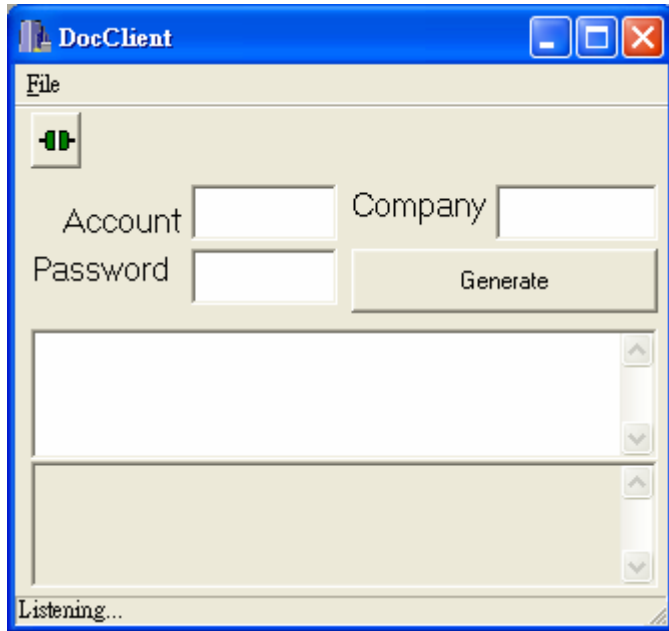 DocClient
File
Account
Company
Password
Generate
Listening...